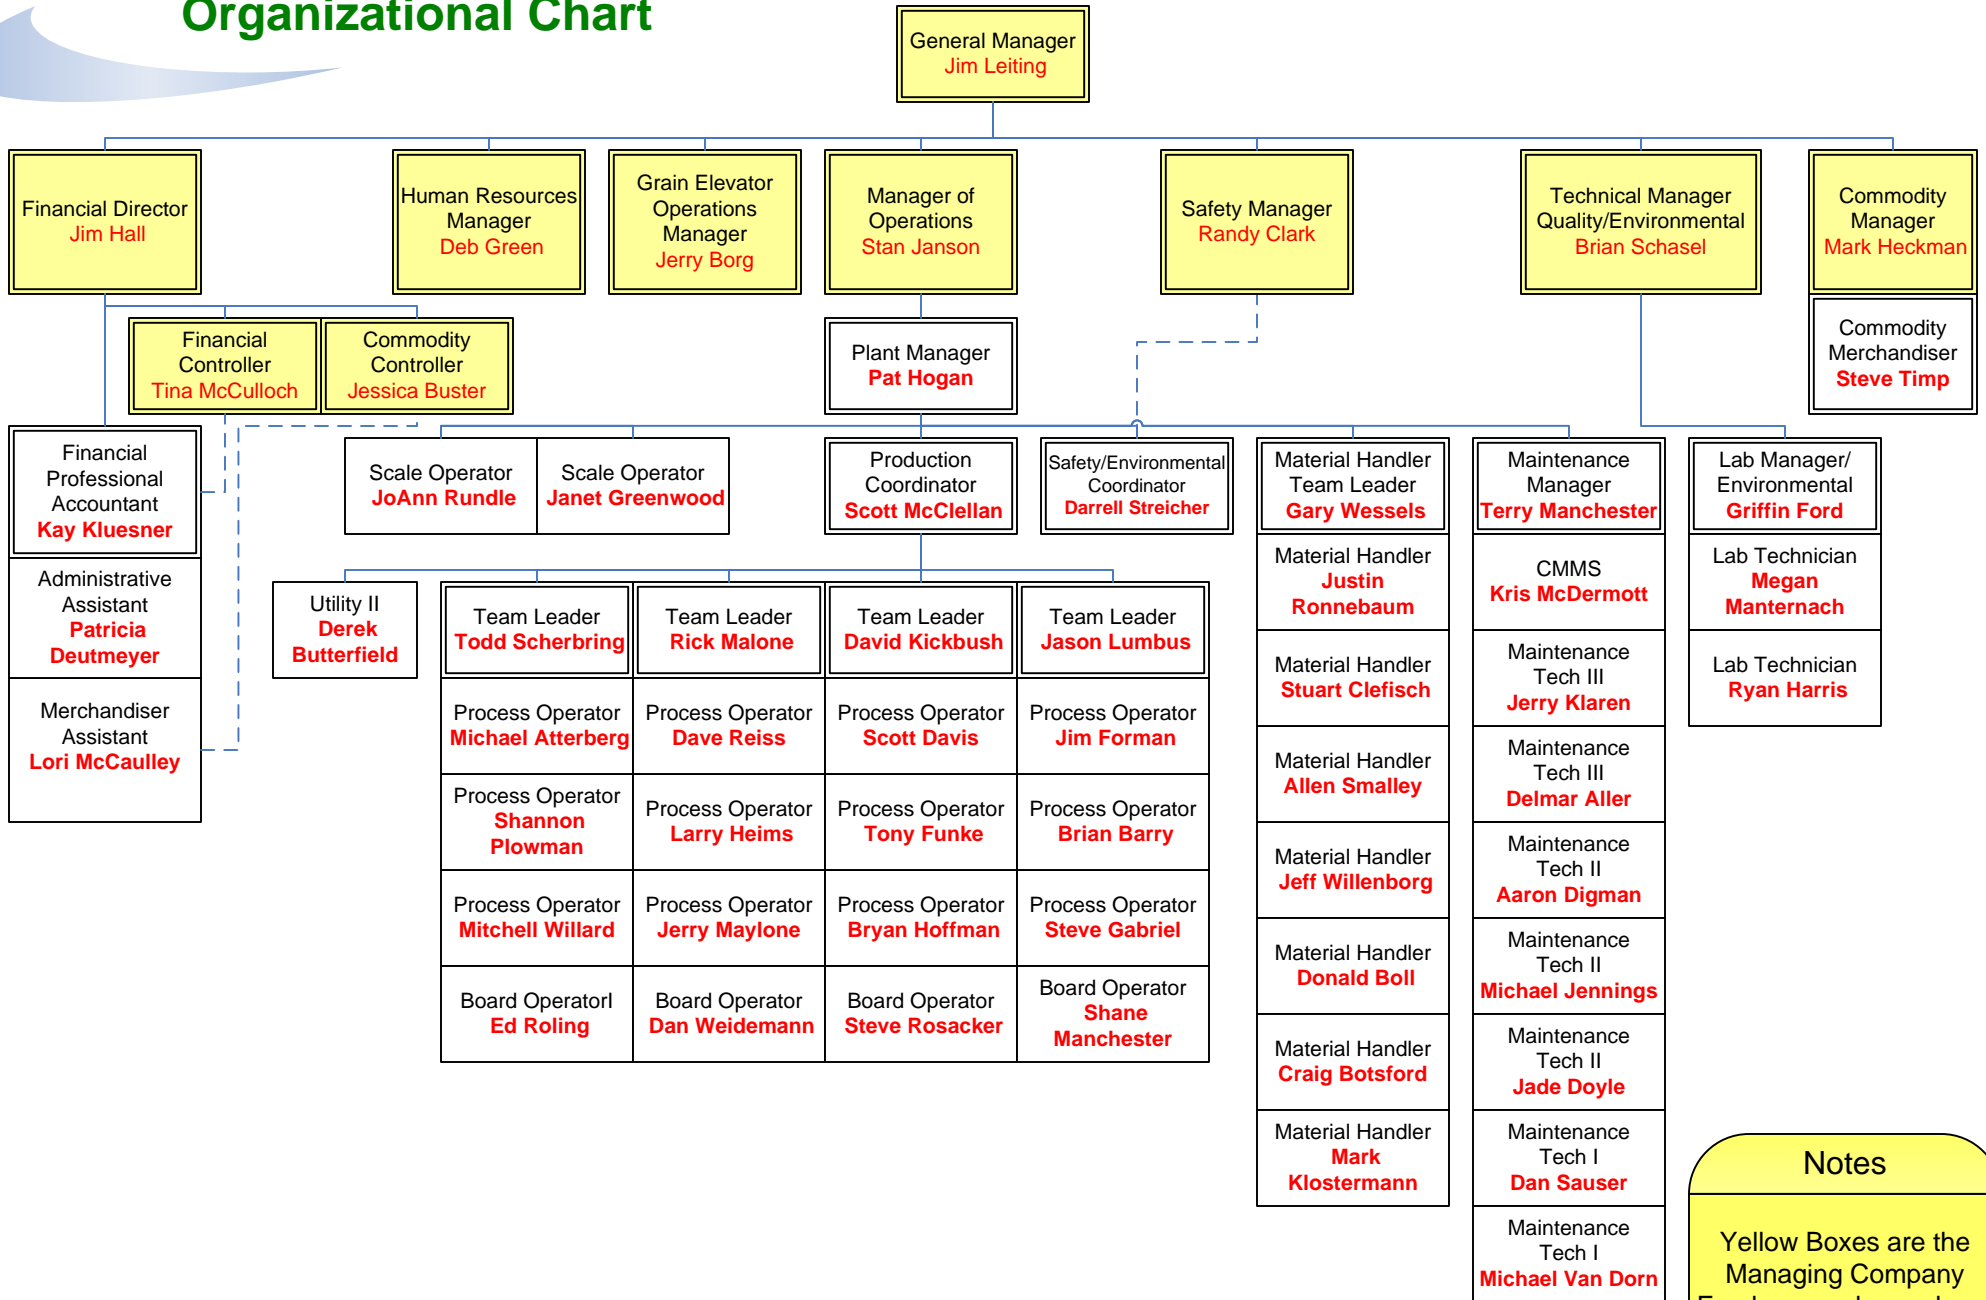 Organizational Chart
General Manager
Jim Leiting
Financial Director
Jim Hall
Human Resources
Manager
Deb Green
Grain Elevator
Operations
Manager
Jerry Borg
Manager of
Operations
Stan Janson
Safety Manager
Randy Clark
Technical Manager
Quality/Environmental
Brian Schasel
Commodity
Manager
Mark Heckman
Financial
Controller
Tina McCulloch
Commodity
Controller
Jessica Buster
Plant Manager
Pat Hogan
Commodity
Merchandiser
Steve Timp
Financial
Professional
Accountant
Kay Kluesner
Administrative
Assistant
Patricia
Deutmeyer
Merchandiser
Assistant
Lori McCaulley
Scale Operator
JoAnn Rundle
Scale Operator
Janet Greenwood
Production
Coordinator
Scott McClellan
Safety/Environmental
Coordinator
Darrell Streicher
Utility II
Derek
Butterfield
Team Leader
Todd Scherbring
Process Operator
Michael Atterberg
Process Operator
Shannon
Plowman
Process Operator
Mitchell Willard
Board OperatorI
Ed Roling
Team Leader
Rick Malone
Process Operator
Dave Reiss
Process Operator
Larry Heims
Process Operator
Jerry Maylone
Board Operator
Dan Weidemann
Team Leader
David Kickbush
Process Operator
Scott Davis
Process Operator
Tony Funke
Process Operator
Bryan Hoffman
Board Operator
Steve Rosacker
Team Leader
Jason Lumbus
Process Operator
Jim Forman
Process Operator
Brian Barry
Process Operator
Steve Gabriel
Board Operator
Shane
Manchester
Material Handler
Team Leader
Gary Wessels
Material Handler
Justin
Ronnebaum
Material Handler
Stuart Clefisch
Material Handler
Allen Smalley
Material Handler
Jeff Willenborg
Material Handler
Donald Boll
Material Handler
Craig Botsford
Material Handler
Mark
Klostermann
Maintenance
Manager
Terry Manchester
CMMS
Kris McDermott
Maintenance
Tech III
Jerry Klaren
Maintenance
Tech III
Delmar Aller
Maintenance
Tech II
Aaron Digman
Maintenance
Tech II
Michael Jennings
Maintenance
Tech II
Jade Doyle
Maintenance
Tech I
Dan Sauser
Maintenance
Tech I
Michael Van Dorn
Lab Manager/
Environmental
Griffin Ford
Lab Technician
Megan
Manternach
Lab Technician
Ryan Harris
Notes
Yellow Boxes are the
Managing Company